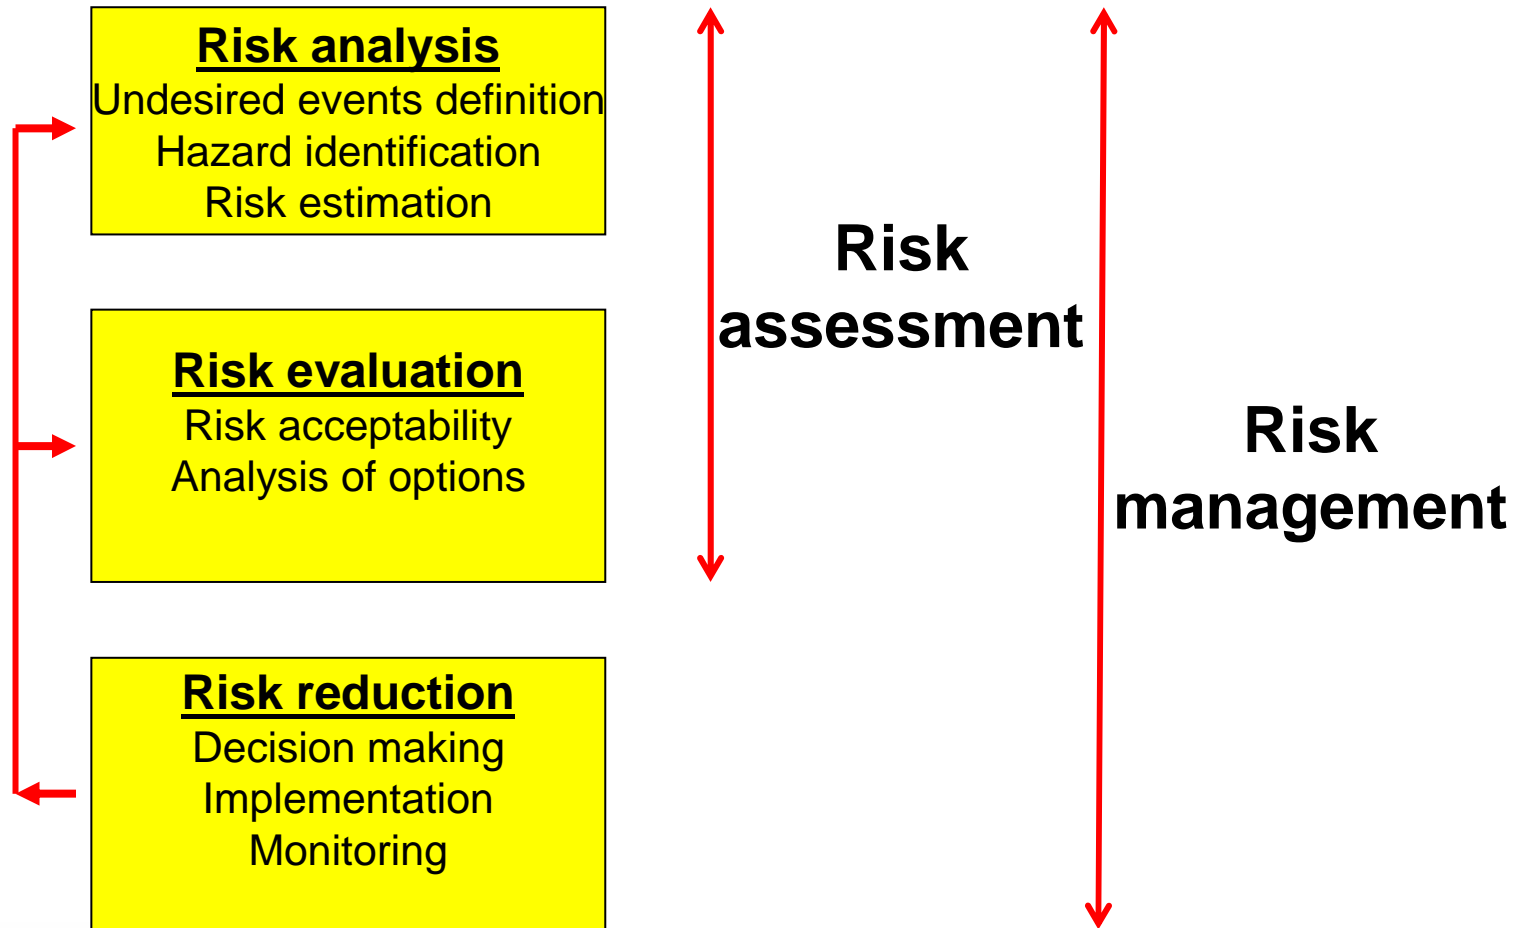 Risk analysis
Undesired events definition
Hazard identification
Risk estimation
Risk evaluation
Risk acceptability
Analysis of options
Risk reduction
Decision making
Implementation
Monitoring
Risk
assessment
Risk
management